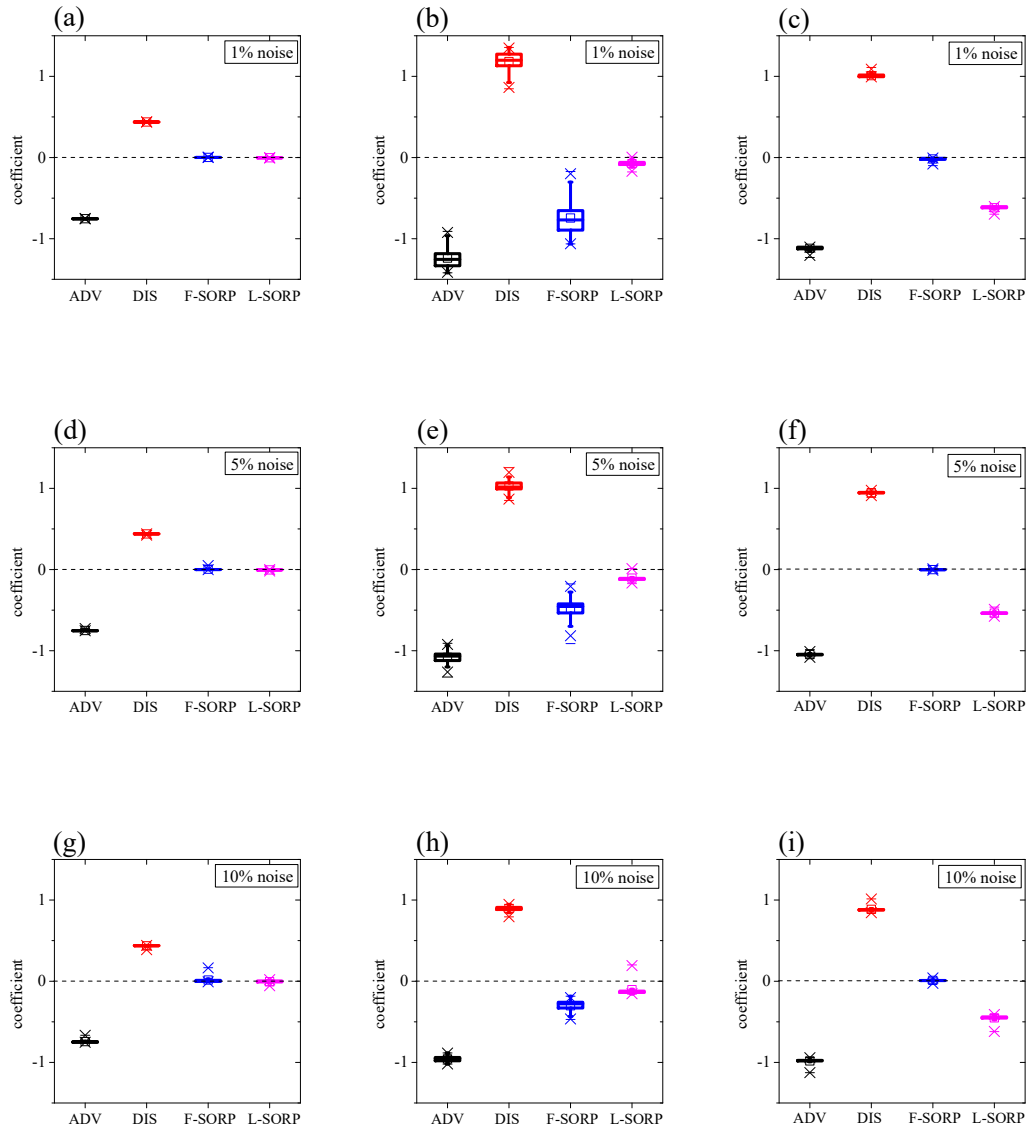 (a)
1% noise
coefficient
1
0
-1
ADV DIS F-SORP L-SORP
(b)
1% noise
coefficient
1
0
-1
ADV DIS F-SORP L-SORP
(c)
1% noise
coefficient
1
0
-1
ADV DIS F-SORP L-SORP
(d)
5% noise
coefficient
1
0
-1
ADV DIS F-SORP L-SORP
(e)
5% noise
coefficient
1
0
-1
ADV DIS F-SORP L-SORP
(f)
5% noise
coefficient
1
0
-1
ADV DIS F-SORP L-SORP
(g)
10% noise
coefficient
1
0
-1
ADV DIS F-SORP L-SORP
(h)
10% noise
coefficient
1
0
-1
ADV DIS F-SORP L-SORP
(i)
10% noise
coefficient
1
0
-1
ADV DIS F-SORP L-SORP